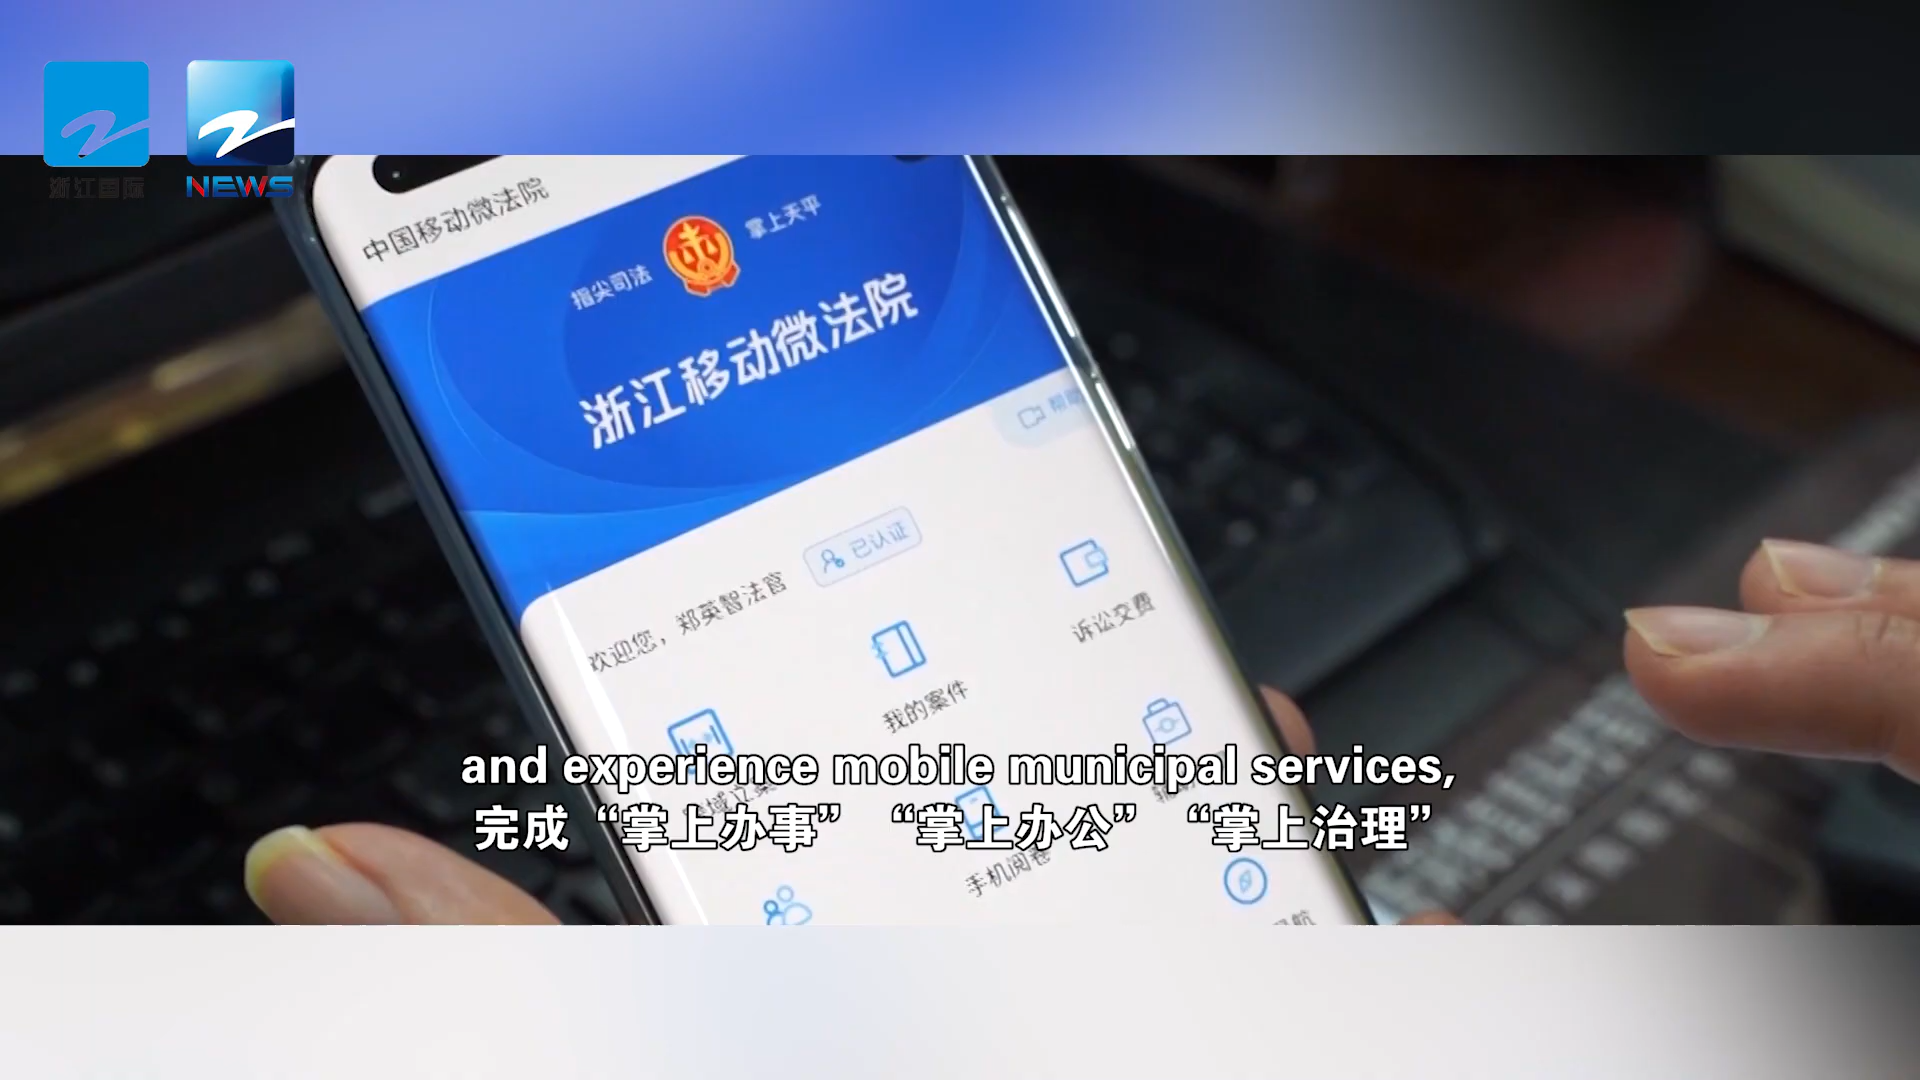 浙江国际
NEWS
中国移动微法院
指尖司法
掌上天平
浙江移动微法院
帮助
欢迎您，郑英智法官
已认证
诉讼交费
我的案件
and experience mobile municipal services,
完成“掌上办事”“掌上办公”“掌上治理”
手机阅卷